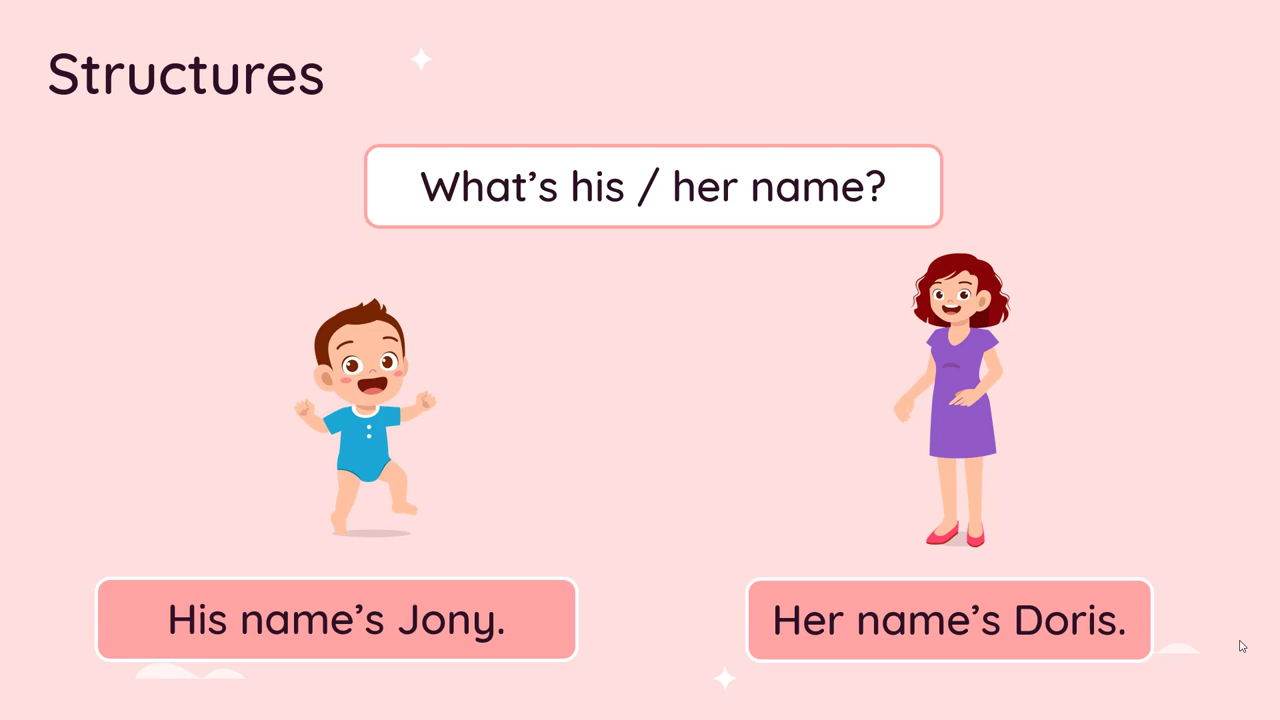 Structures
What’s his / her name?
His name’s Jony.
Her name’s Doris.